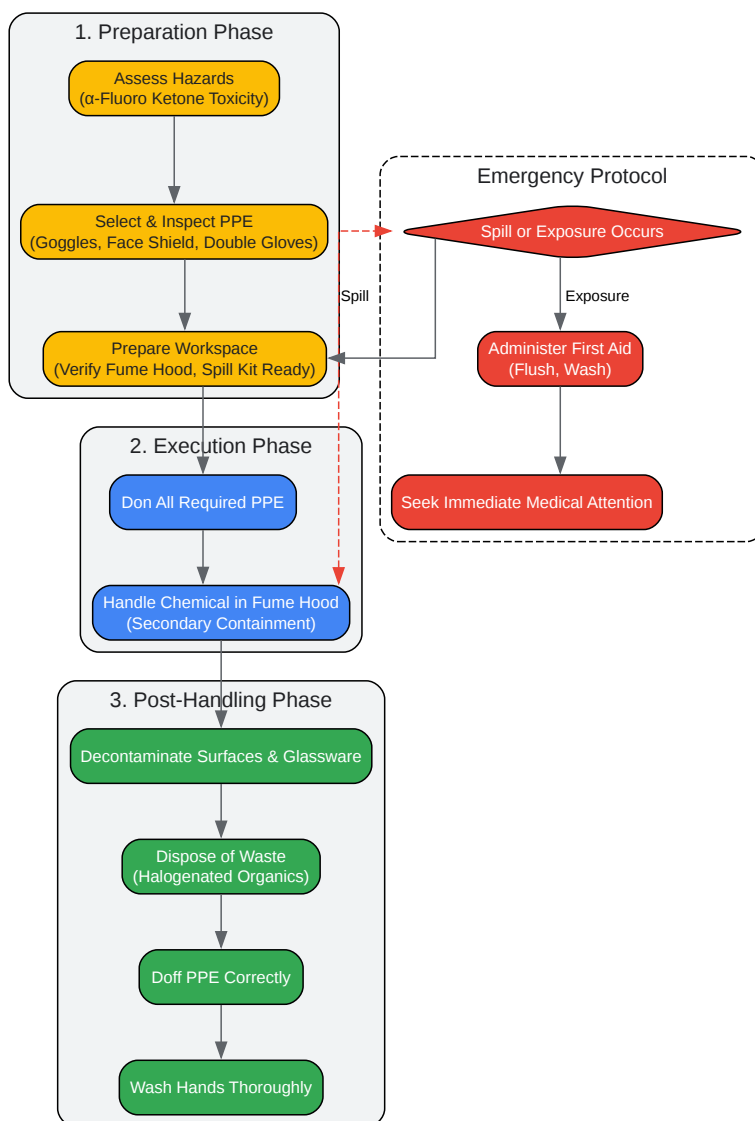 1. Preparation Phase
Assess Hazards
(α-Fluoro Ketone Toxicity)
Select & Inspect PPE
(Goggles, Face Shield, Double Gloves)
Prepare Workspace
(Verify Fume Hood, Spill Kit Ready)
Emergency Protocol
Spill or Exposure Occurs
Spill
Exposure
Administer First Aid
(Flush, Wash)
Seek Immediate Medical Attention
2. Execution Phase
Don All Required PPE
Handle Chemical in Fume Hood
(Secondary Containment)
3. Post-Handling Phase
Decontaminate Surfaces & Glassware
Dispose of Waste
(Halogenated Organics)
Doff PPE Correctly
Wash Hands Thoroughly